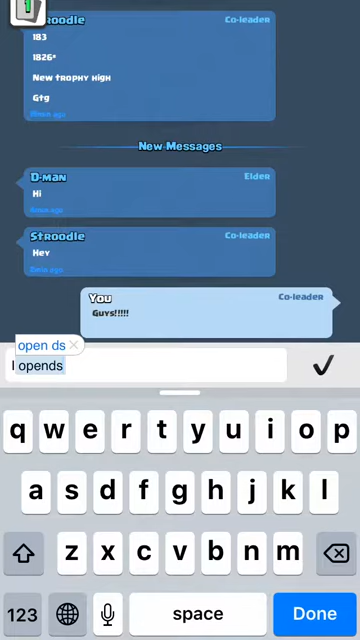 1
Stroodle Co-leader
183
1826*
New trophy high
Gtg
New Messages
D-man Elder
Hi
Stroodle Co-leader
Hey
You Co-leader
Guys!!!!!
open ds
I opends
q w e r t y u i o p
a s d f g h j k l
z x c v b n m
123 space Done